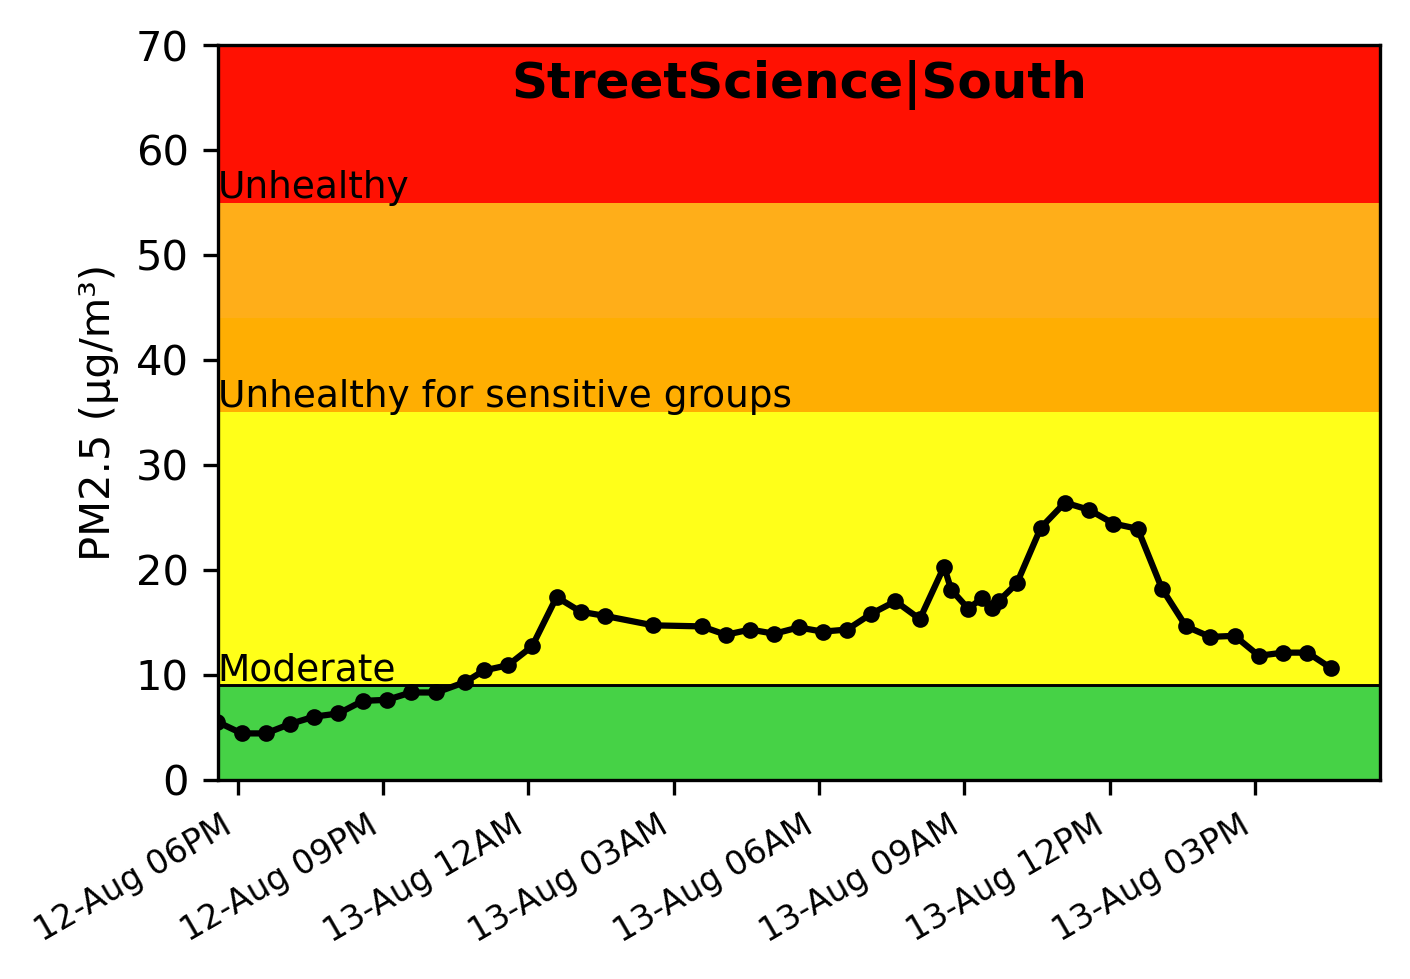 StreetScience|South
70
60
50
40
30
20
10
0
PM2.5 (µg/m³)
Unhealthy
Unhealthy for sensitive groups
Moderate
12-Aug 06PM
12-Aug 09PM
13-Aug 12AM
13-Aug 03AM
13-Aug 06AM
13-Aug 09AM
13-Aug 12PM
13-Aug 03PM